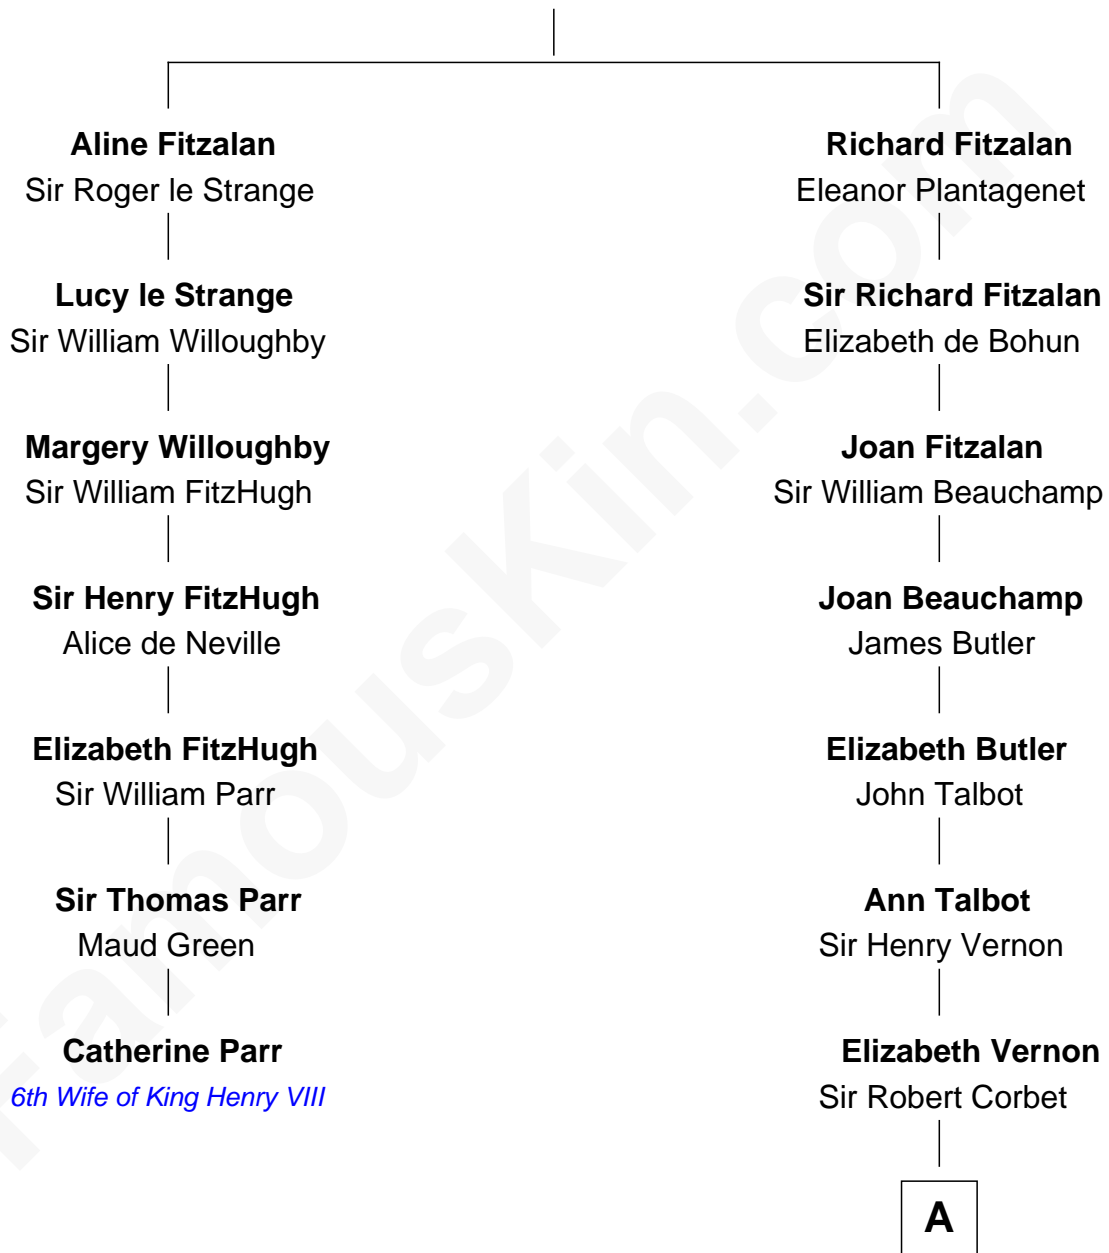 Aline Fitzalan
Sir Roger le Strange
Lucy le Strange
Sir William Willoughby
Margery Willoughby
Sir William FitzHugh
Sir Henry FitzHugh
Alice de Neville
Elizabeth FitzHugh
Sir William Parr
Sir Thomas Parr
Maud Green
Catherine Parr
6th Wife of King Henry VIII
Richard Fitzalan
Eleanor Plantagenet
Sir Richard Fitzalan
Elizabeth de Bohun
Joan Fitzalan
Sir William Beauchamp
Joan Beauchamp
James Butler
Elizabeth Butler
John Talbot
Ann Talbot
Sir Henry Vernon
Elizabeth Vernon
Sir Robert Corbet
A
FamousKin.com